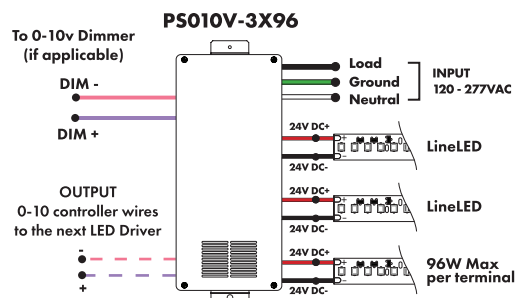 PS010V-3X96
To 0-10v Dimmer
(if applicable)
DIM -
DIM +
OUTPUT
0-10 controller wires
to the next LED Driver
-
+
Load
Ground
Neutral
INPUT
120 - 277VAC
24V DC+
+
-
24V DC-
LineLED
24V DC+
+
-
24V DC-
LineLED
24V DC+
+
-
24V DC-
96W Max
per terminal